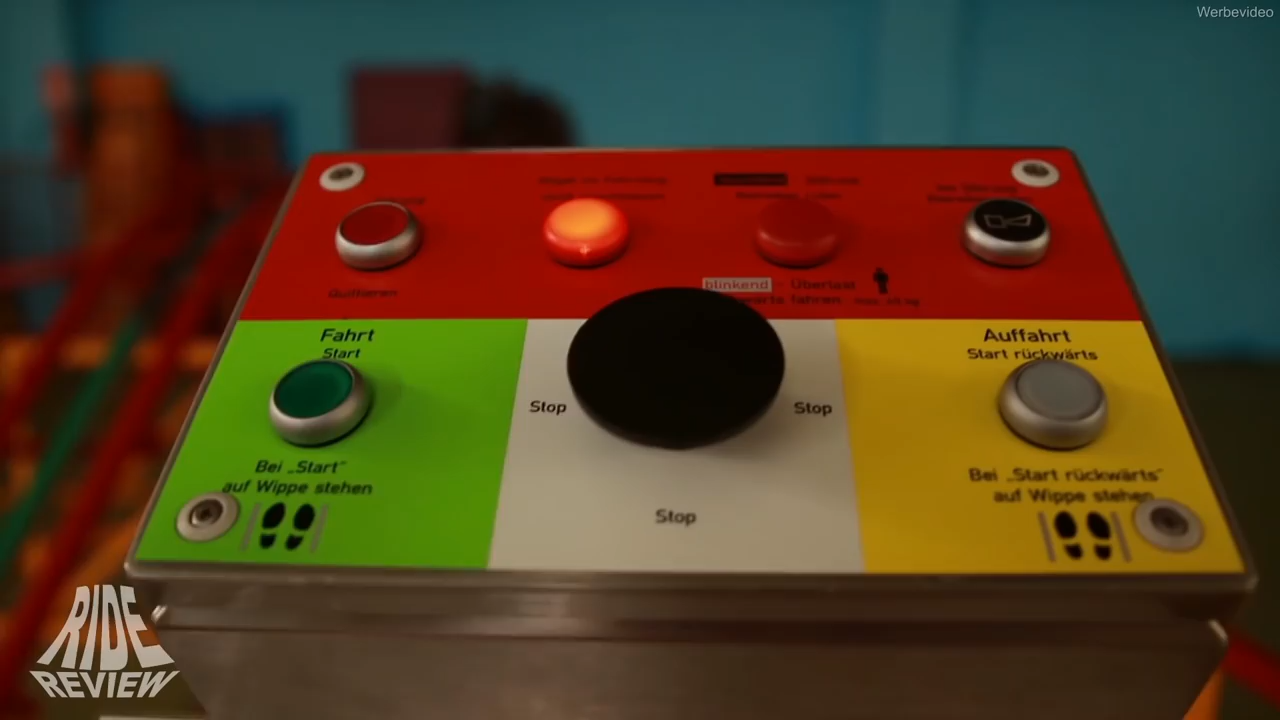 Werbevideo
Quittieren
blinkend - Überlast
fahren
Fahrt
Start
Auffahrt
Start rückwärts
Stop
Stop
Bei „Start“
auf Wippe stehen
Bei „Start rückwärts“
auf Wippe stehen
Stop
RIDE
REVIEW